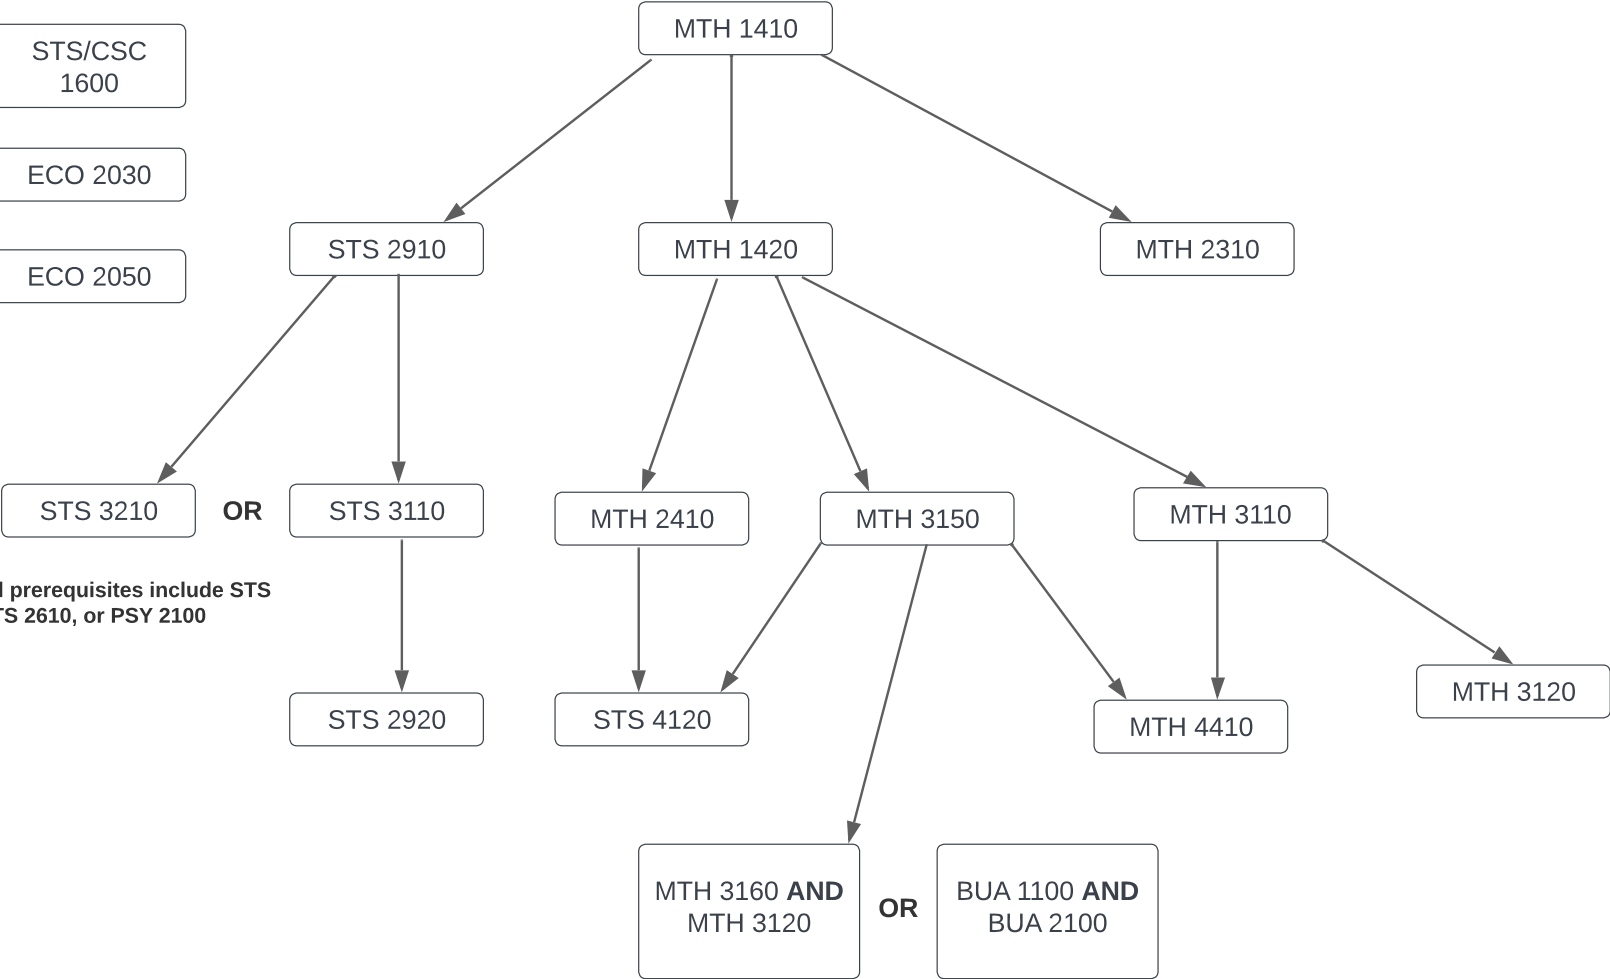 MTH 1410
STS/CSC
1600
ECO 2030
ECO 2050
STS 2910
MTH 1420
MTH 2310
STS 3210
OR
STS 3110
MTH 2410
MTH 3150
MTH 3110
prerequisites include STS
2610, or PSY 2100
STS 2920
STS 4120
MTH 4410
MTH 3120
MTH 3160 AND
MTH 3120
OR
BUA 1100 AND
BUA 2100